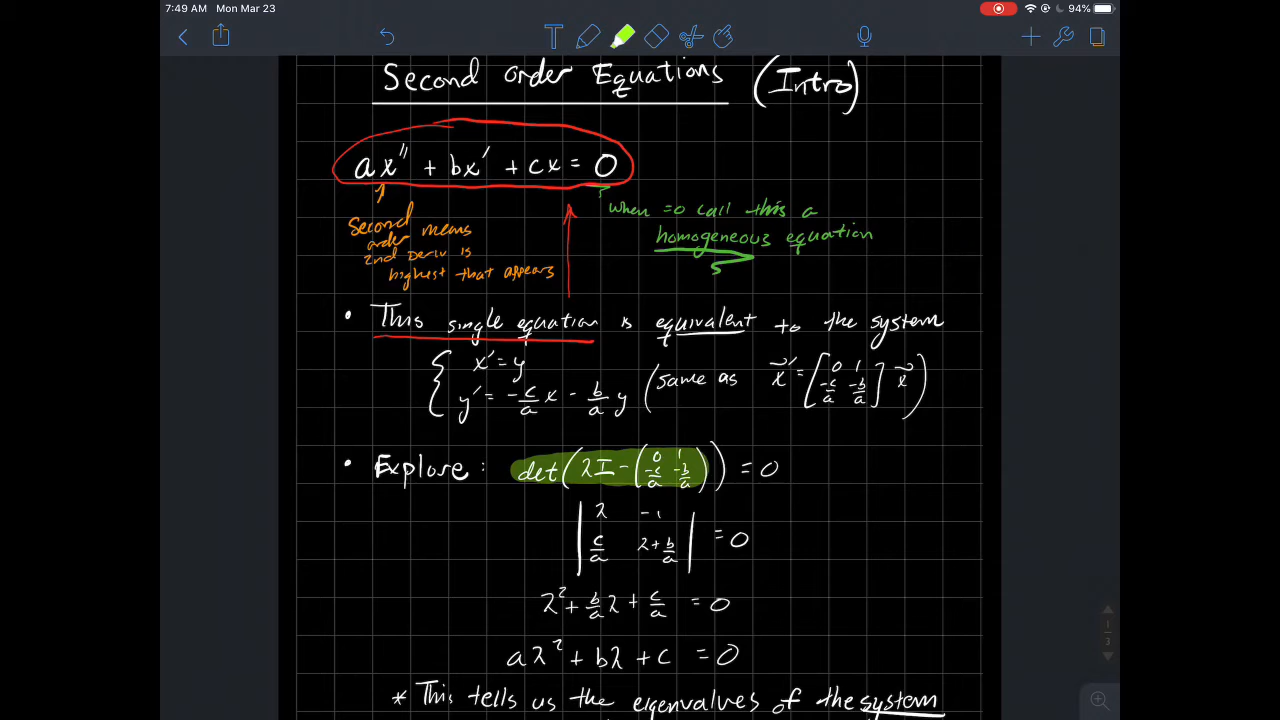 7:49 AM Mon Mar 23
94%
Second order Equations (Intro)
ax'' + bx' + cx = 0
when =0 call this a
homogeneous equation
Second order means
2nd Deriv is
highest that appears
• This single equation is equivalent to the system
{ x' = y
y' = -c/a x - b/a y (same as x⃗' = [0 1 -c/a -b/a] x⃗)
• Explore: det(λI - (0 1 -c/a -b/a)) = 0
| λ -1 c/a λ+b/a | = 0
λ² + b/a λ + c/a = 0
aλ² + bλ + c = 0
* This tells us the eigenvalues of the system
1/3